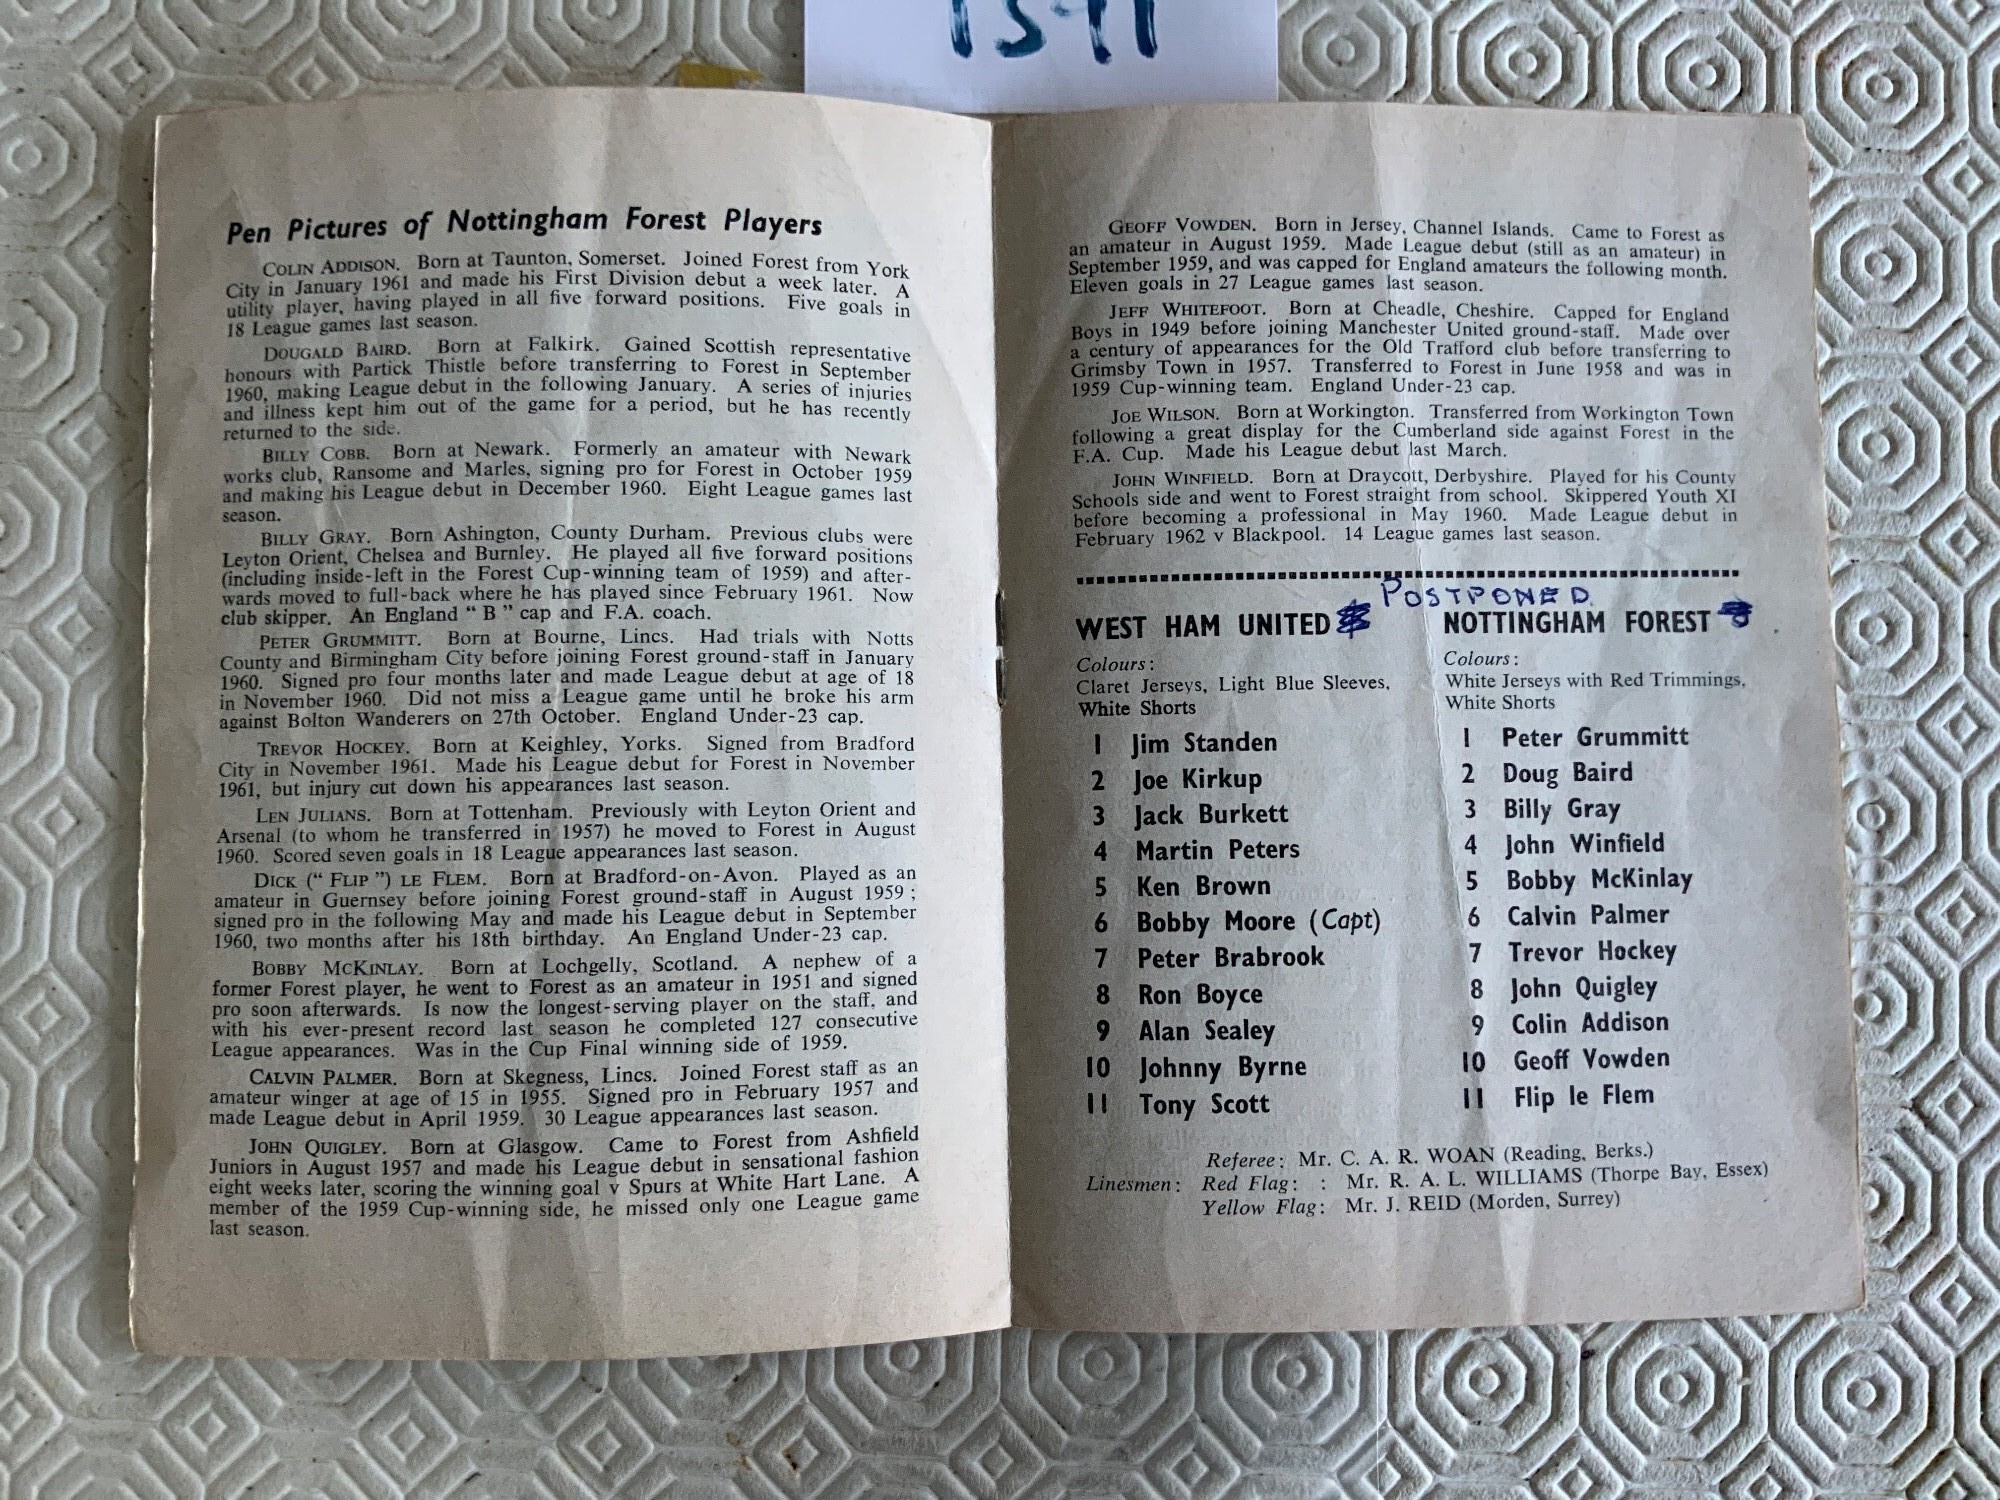 Pen Pictures of Nottingham Forest Players
COLIN ADDISON. Born at Taunton, Somerset. Joined Forest from York
City in January 1961 and made his First Division debut a week later. A
utility player, having played in all five forward positions. Five goals in
18 League games last season.
DOUGALD BAIRD. Born at Falkirk. Gained Scottish representative
honours with Partick Thistle before transferring to Forest in September
1960, making League debut in the following January. A series of injuries
and illness kept him out of the game for a period, but he has recently
returned to the side.
BILLY COBB. Born at Newark. Formerly an amateur with Newark
works club, Ransome and Marles, signing pro for Forest in October 1959
and making his League debut in December 1960. Eight League games last
season.
BILLY GRAY. Born Ashington, County Durham. Previous clubs were
Leyton Orient, Chelsea and Burnley. He played all five forward positions
(including inside-left in the Forest Cup-winning team of 1959) and after-
wards moved to full-back where he has played since February 1961. Now
club skipper. An England “ B ” cap and F.A. coach.
PETER GRUMMITT. Born at Bourne, Lincs. Had trials with Notts
County and Birmingham City before joining Forest ground-staff in January
1960. Signed pro four months later and made League debut at age of 18
in November 1960. Did not miss a League game until he broke his arm
against Bolton Wanderers on 27th October. England Under-23 cap.
TREVOR HOCKEY. Born at Keighley, Yorks. Signed from Bradford
City in November 1961. Made his League debut for Forest in November
1961, but injury cut down his appearances last season.
LEN JULIANS. Born at Tottenham. Previously with Leyton Orient and
Arsenal (to whom he transferred in 1957) he moved to Forest in August
1960. Scored seven goals in 18 League appearances last season.
DICK (“ FLIP ”) LE FLEM. Born at Bradford-on-Avon. Played as an
amateur in Guernsey before joining Forest ground-staff in August 1959 ;
signed pro in the following May and made his League debut in September
1960, two months after his 18th birthday. An England Under-23 cap.
BOBBY MCKINLAY. Born at Lochgelly, Scotland. A nephew of a
former Forest player, he went to Forest as an amateur in 1951 and signed
pro soon afterwards. Is now the longest-serving player on the staff, and
with his ever-present record last season he completed 127 consecutive
League appearances. Was in the Cup Final winning side of 1959.
CALVIN PALMER. Born at Skegness, Lincs. Joined Forest staff as an
amateur winger at age of 15 in 1955. Signed pro in February 1957 and
made League debut in April 1959. 30 League appearances last season.
JOHN QUIGLEY. Born at Glasgow. Came to Forest from Ashfield
Juniors in August 1957 and made his League debut in sensational fashion
eight weeks later, scoring the winning goal v Spurs at White Hart Lane. A
member of the 1959 Cup-winning side, he missed only one League game
last season.
GEOFF VOWDEN. Born in Jersey, Channel Islands. Came to Forest as
an amateur in August 1959. Made League debut (still as an amateur) in
September 1959, and was capped for England amateurs the following month.
Eleven goals in 27 League games last season.
JEFF WHITEFOOT. Born at Cheadle, Cheshire. Capped for England
Boys in 1949 before joining Manchester United ground-staff. Made over
a century of appearances for the Old Trafford club before transferring to
Grimsby Town in 1957. Transferred to Forest in June 1958 and was in
1959 Cup-winning team. England Under-23 cap.
JOE WILSON. Born at Workington. Transferred from Workington Town
following a great display for the Cumberland side against Forest in the
F.A. Cup. Made his League debut last March.
JOHN WINFIELD. Born at Draycott, Derbyshire. Played for his County
Schools side and went to Forest straight from school. Skippered Youth XI
before becoming a professional in May 1960. Made League debut in
February 1962 v Blackpool. 14 League games last season.
POSTPONED
WEST HAM UNITED
Colours :
Claret Jerseys, Light Blue Sleeves,
White Shorts
1 Jim Standen
2 Joe Kirkup
3 Jack Burkett
4 Martin Peters
5 Ken Brown
6 Bobby Moore (Capt)
7 Peter Brabrook
8 Ron Boyce
9 Alan Sealey
10 Johnny Byrne
11 Tony Scott
NOTTINGHAM FOREST
Colours :
White Jerseys with Red Trimmings,
White Shorts
1 Peter Grummitt
2 Doug Baird
3 Billy Gray
4 John Winfield
5 Bobby McKinlay
6 Calvin Palmer
7 Trevor Hockey
8 John Quigley
9 Colin Addison
10 Geoff Vowden
11 Flip le Flem
Referee : Mr. C. A. R. WOAN (Reading, Berks.)
Linesmen : Red Flag : : Mr. R. A. L. WILLIAMS (Thorpe Bay, Essex)
Yellow Flag : Mr. J. REID (Morden, Surrey)